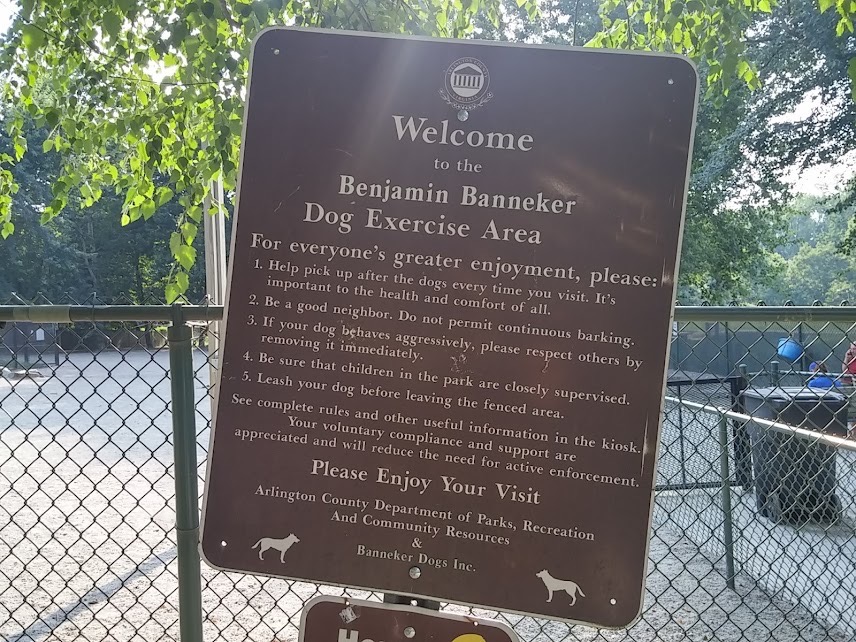 Welcome
to the
Benjamin Banneker
Dog Exercise Area
For everyone's greater enjoyment, please:
1. Help pick up after the dogs every time you visit. It's
important to the health and comfort of all.
2. Be a good neighbor. Do not permit continuous barking.
3. If your dog behaves aggressively, please respect others by
removing it immediately.
4. Be sure that children in the park are closely supervised.
5. Leash your dog before leaving the fenced area.
See complete rules and other useful information in the kiosk.
Your voluntary compliance and support are
appreciated and will reduce the need for active enforcement.
Please Enjoy Your Visit
Arlington County Department of Parks, Recreation
And Community Resources
&
Banneker Dogs Inc.